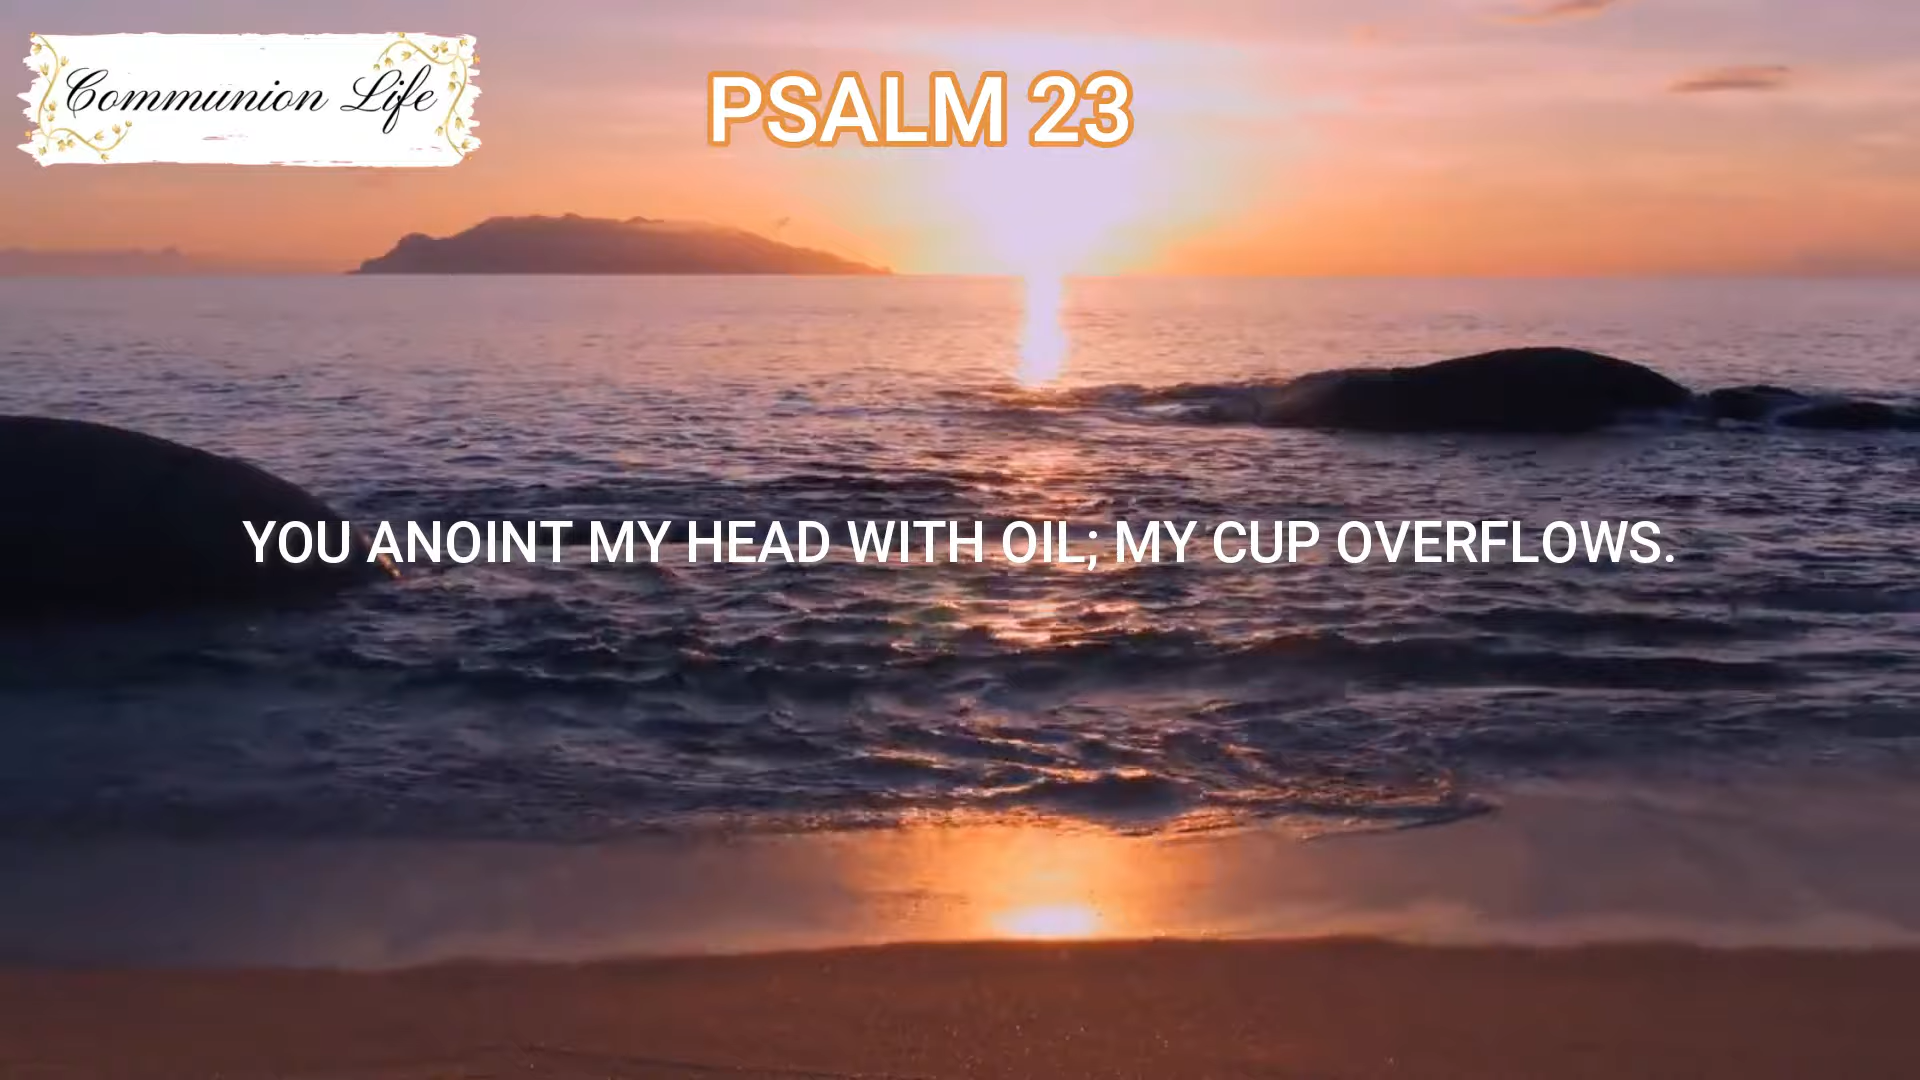 Communion Life
PSALM 23
YOU ANOINT MY HEAD WITH OIL; MY CUP OVERFLOWS.